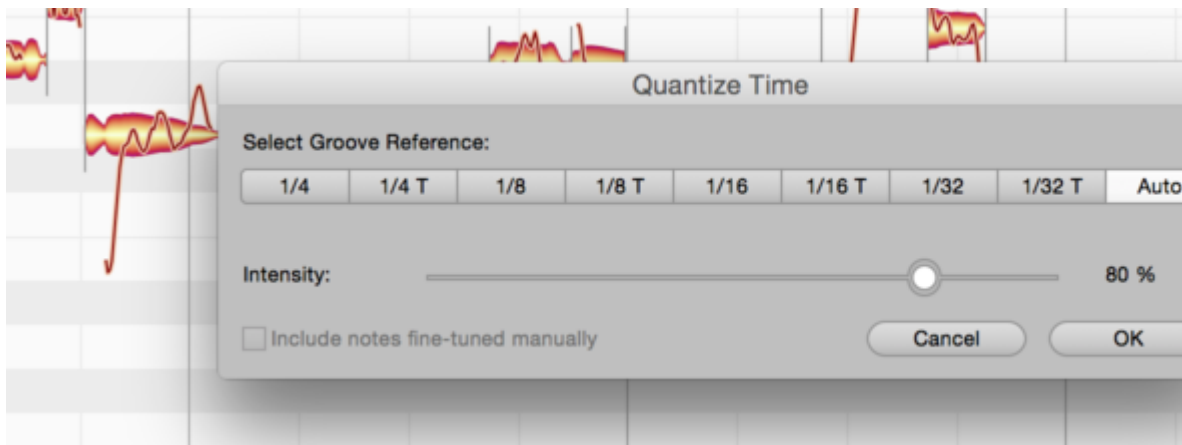 Quantize Time
Select Groove Reference:
1/4 1/4 T 1/8 1/8 T 1/16 1/16 T 1/32 1/32 T Auto
Intensity: 80 %
Include notes fine-tuned manually Cancel OK